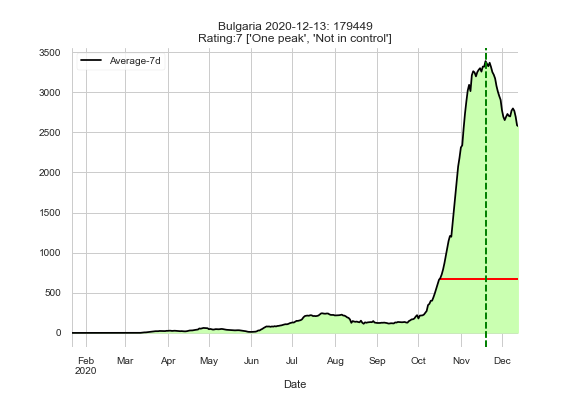 Bulgaria 2020-12-13: 179449
Rating:7 ['One peak', 'Not in control']
Average-7d
3500
3000
2500
2000
1500
1000
500
0
Feb Mar Apr May Jun Jul Aug Sep Oct Nov Dec
2020
Date